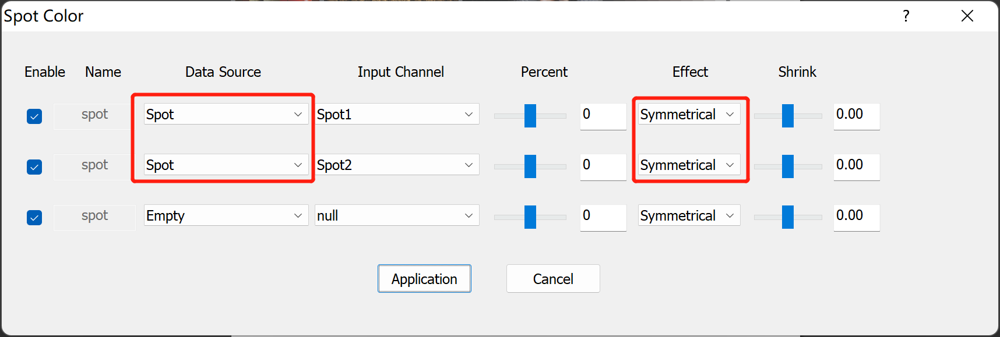 Spot Color ?
Enable Name Data Source Input Channel Percent Effect Shrink
spot Spot Spot1 0 Symmetrical 0.00
spot Spot Spot2 0 Symmetrical 0.00
spot Empty null 0 Symmetrical 0.00
Application Cancel